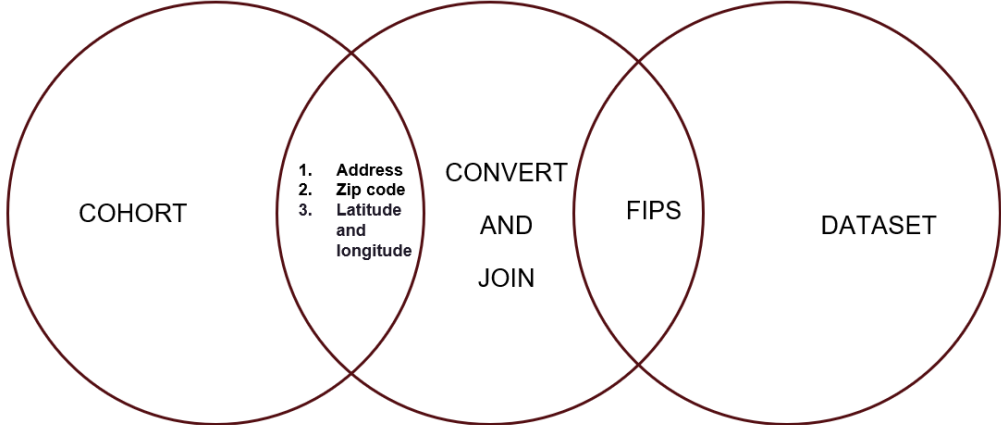 COHORT
1. Address
2. Zip code
3. Latitude
and
longitude
CONVERT
AND
JOIN
FIPS
DATASET